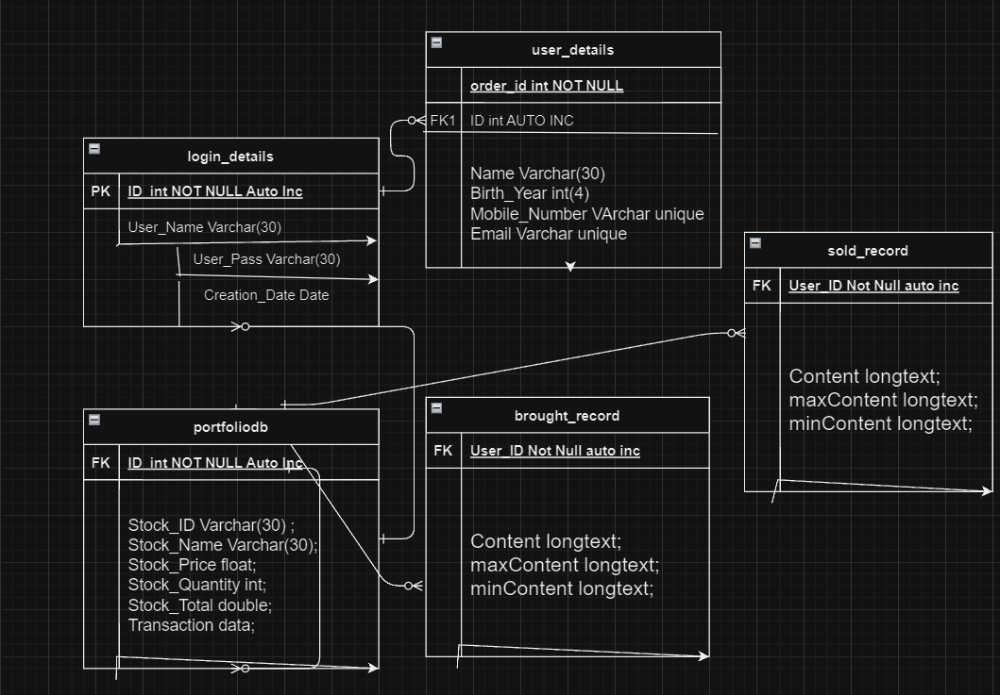 user_details
order_id int NOT NULL
FK1 ID int AUTO INC
Name Varchar(30)
Birth_Year int(4)
Mobile_Number VArchar unique
Email Varchar unique
login_details
PK ID int NOT NULL Auto Inc
User_Name Varchar(30)
User_Pass Varchar(30)
Creation_Date Date
sold_record
FK User_ID Not Null auto inc
Content longtext;
maxContent longtext;
minContent longtext;
portfoliodb
FK ID int NOT NULL Auto Inc
Stock_ID Varchar(30) ;
Stock_Name Varchar(30);
Stock_Price float;
Stock_Quantity int;
Stock_Total double;
Transaction data;
brought_record
FK User_ID Not Null auto inc
Content longtext;
maxContent longtext;
minContent longtext;